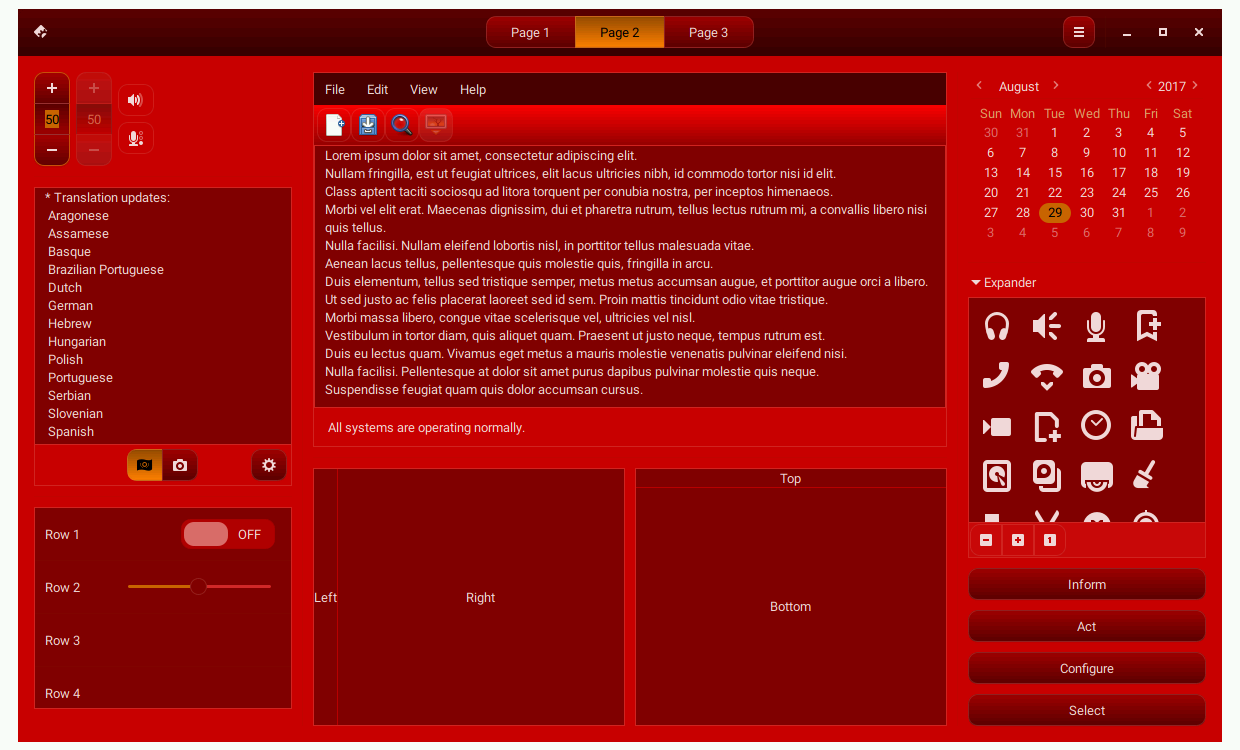 Page 1
Page 2
Page 3
50
50
* Translation updates:
Aragonese
Assamese
Basque
Brazilian Portuguese
Dutch
German
Hebrew
Hungarian
Polish
Portuguese
Serbian
Slovenian
Spanish
Row 1
OFF
Row 2
Row 3
Row 4
File Edit View Help
Lorem ipsum dolor sit amet, consectetur adipiscing elit.
Nullam fringilla, est ut feugiat ultrices, elit lacus ultricies nibh, id commodo tortor nisi id elit.
Class aptent taciti sociosqu ad litora torquent per conubia nostra, per inceptos himenaeos.
Morbi vel elit erat. Maecenas dignissim, dui et pharetra rutrum, tellus lectus rutrum mi, a convallis libero nisi
quis tellus.
Nulla facilisi. Nullam eleifend lobortis nisl, in porttitor tellus malesuada vitae.
Aenean lacus tellus, pellentesque quis molestie quis, fringilla in arcu.
Duis elementum, tellus sed tristique semper, metus metus accumsan augue, et porttitor augue orci a libero.
Ut sed justo ac felis placerat laoreet sed id sem. Proin mattis tincidunt odio vitae tristique.
Morbi massa libero, congue vitae scelerisque vel, ultricies vel nisl.
Vestibulum in tortor diam, quis aliquet quam. Praesent ut justo neque, tempus rutrum est.
Duis eu lectus quam. Vivamus eget metus a mauris molestie venenatis pulvinar eleifend nisi.
Nulla facilisi. Pellentesque at dolor sit amet purus dapibus pulvinar molestie quis neque.
Suspendisse feugiat quam quis dolor accumsan cursus.
All systems are operating normally.
Left
Right
Top
Bottom
August 2017
Sun Mon Tue Wed Thu Fri Sat
30 31 1 2 3 4 5
6 7 8 9 10 11 12
13 14 15 16 17 18 19
20 21 22 23 24 25 26
27 28 29 30 31 1 2
3 4 5 6 7 8 9
Expander
1
Inform
Act
Configure
Select